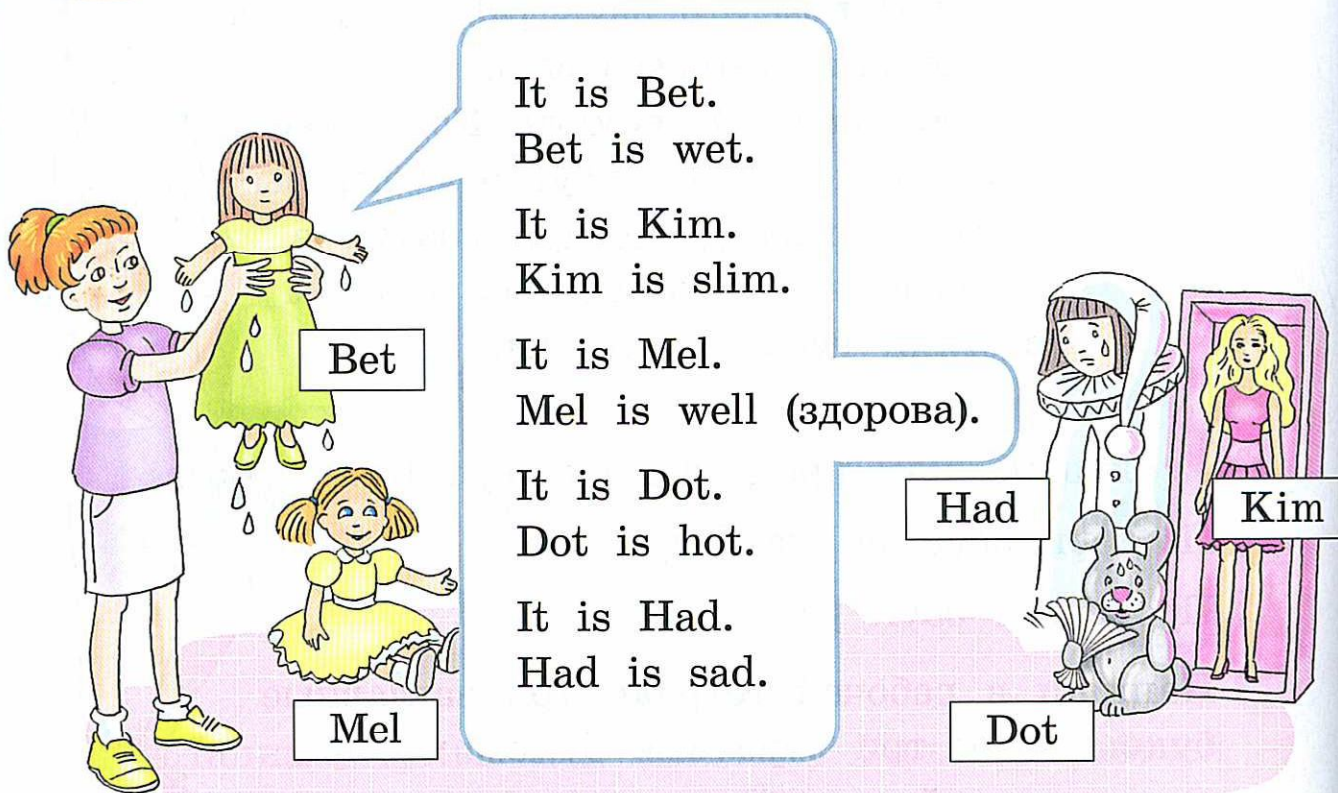 It is Bet.
Bet is wet.
It is Kim.
Kim is slim.
It is Mel.
Mel is well (здорова).
It is Dot.
Dot is hot.
It is Had.
Had is sad.
Bet
Mel
Had
Kim
Dot